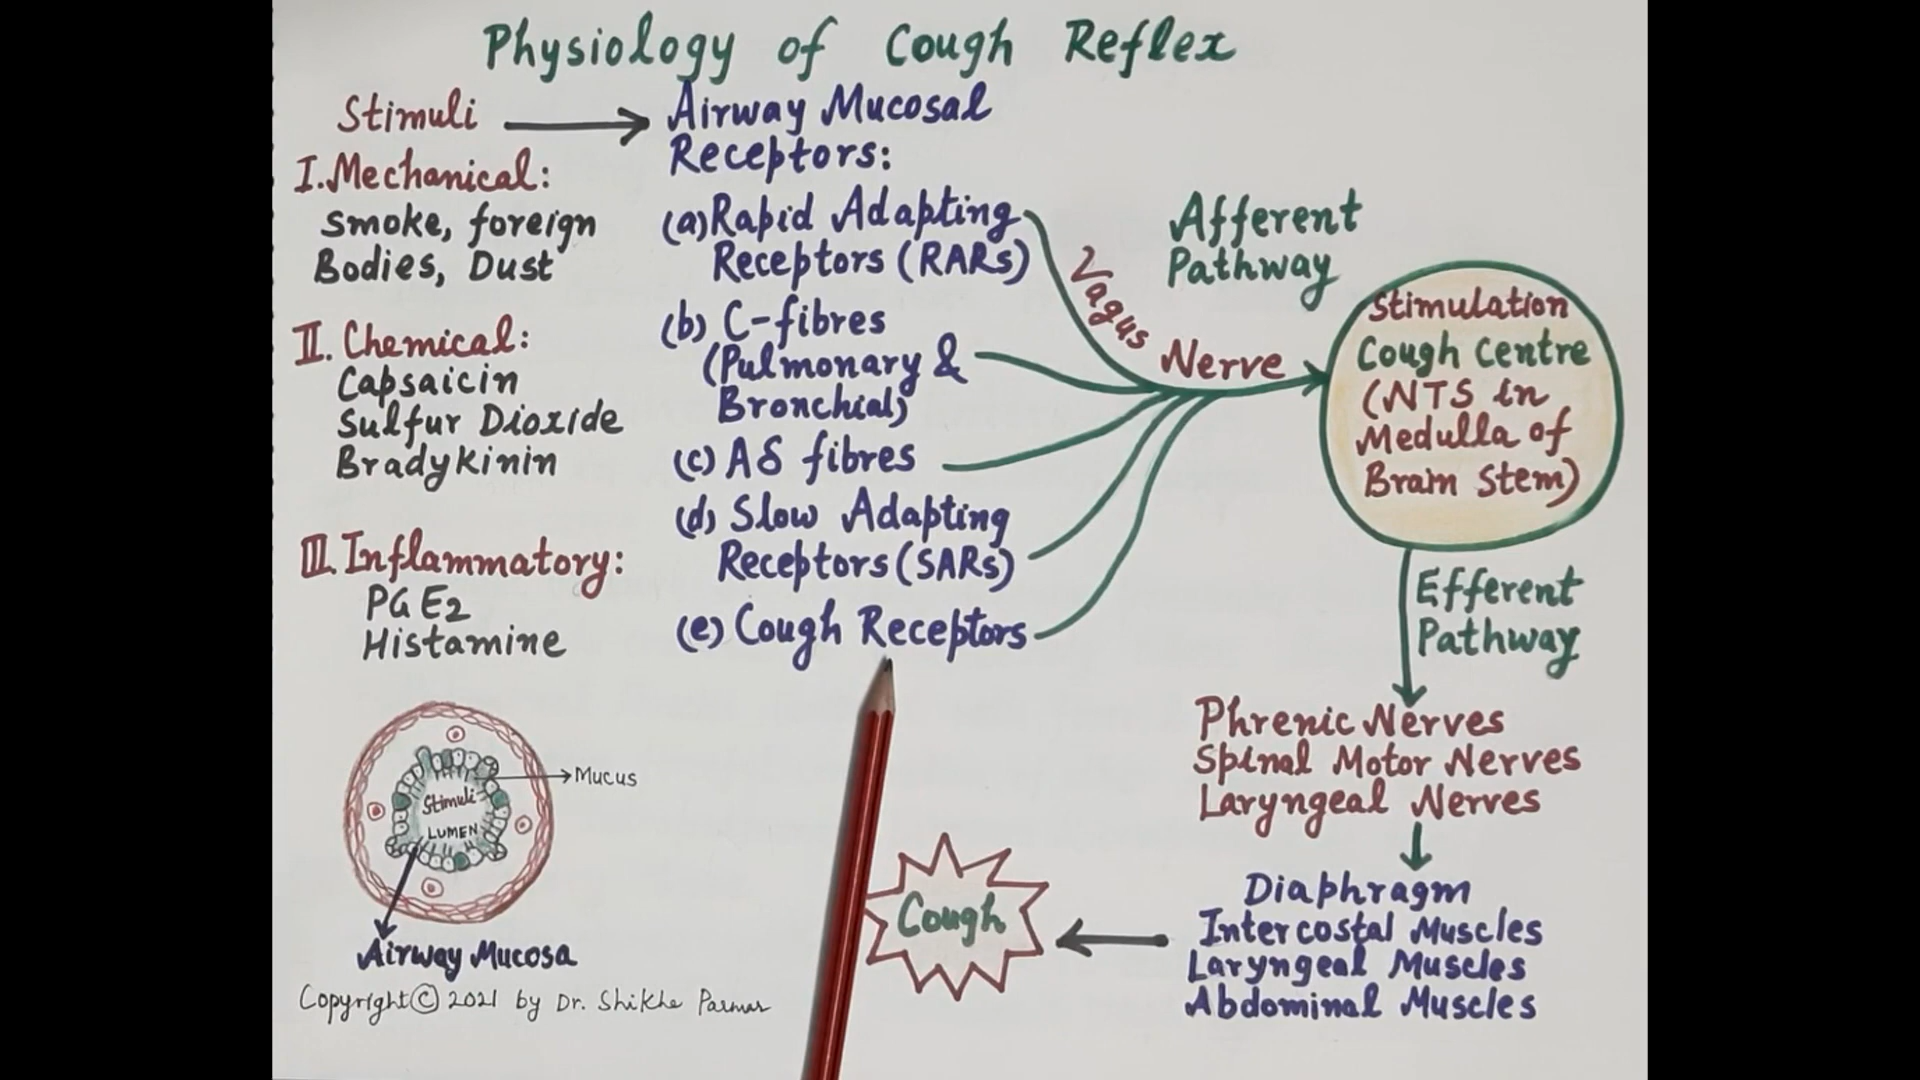 Physiology of Cough Reflex
Stimuli
I. Mechanical:
Smoke, foreign
Bodies, Dust
II. Chemical:
Capsaicin
Sulfur Dioxide
Bradykinin
III. Inflammatory:
PGE2
Histamine
Airway Mucosal
Receptors:
(a) Rapid Adapting
Receptors (RARs)
(b) C-fibres
(Pulmonary &
Bronchial)
(c) Aδ fibres
(d) Slow Adapting
Receptors (SARs)
(e) Cough Receptors
Vagus Nerve
Afferent
Pathway
Stimulation
Cough Centre
(NTS in
Medulla of
Brain Stem)
Efferent
Pathway
Phrenic Nerves
Spinal Motor Nerves
Laryngeal Nerves
Diaphragm
Intercostal Muscles
Laryngeal Muscles
Abdominal Muscles
Cough
Mucus
Stimuli
LUMEN
Airway Mucosa
Copyright © 2021 by Dr. Shikha Parmar